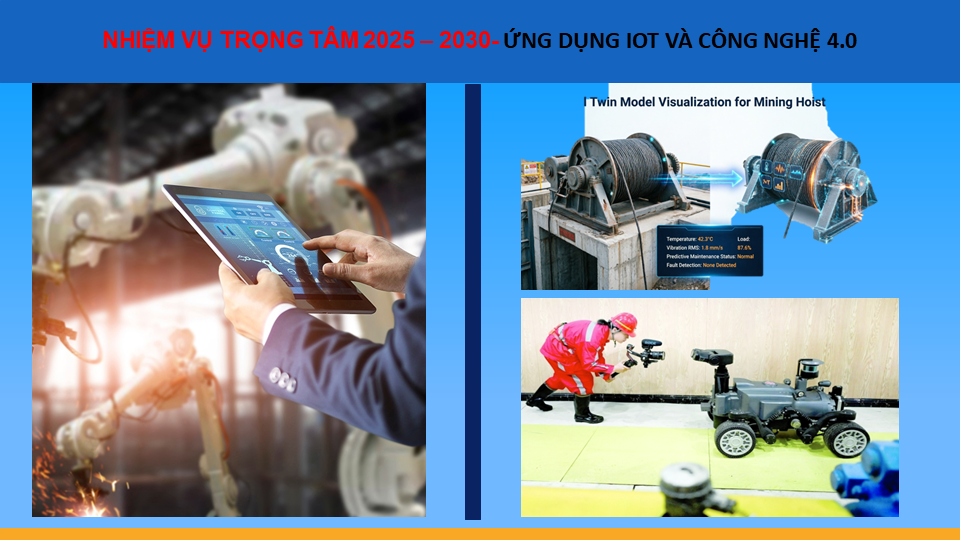 NHIỆM VỤ TRỌNG TÂM 2025 – 2030- ỨNG DỤNG IOT VÀ CÔNG NGHỆ 4.0
l Twin Model Visualization for Mining Hoist
Temperature: 42.3°C Load:
Vibration RMS: 1.8 mm/s 87.6%
Predictive Maintenance Status: Normal
Fault Detection: None Detected